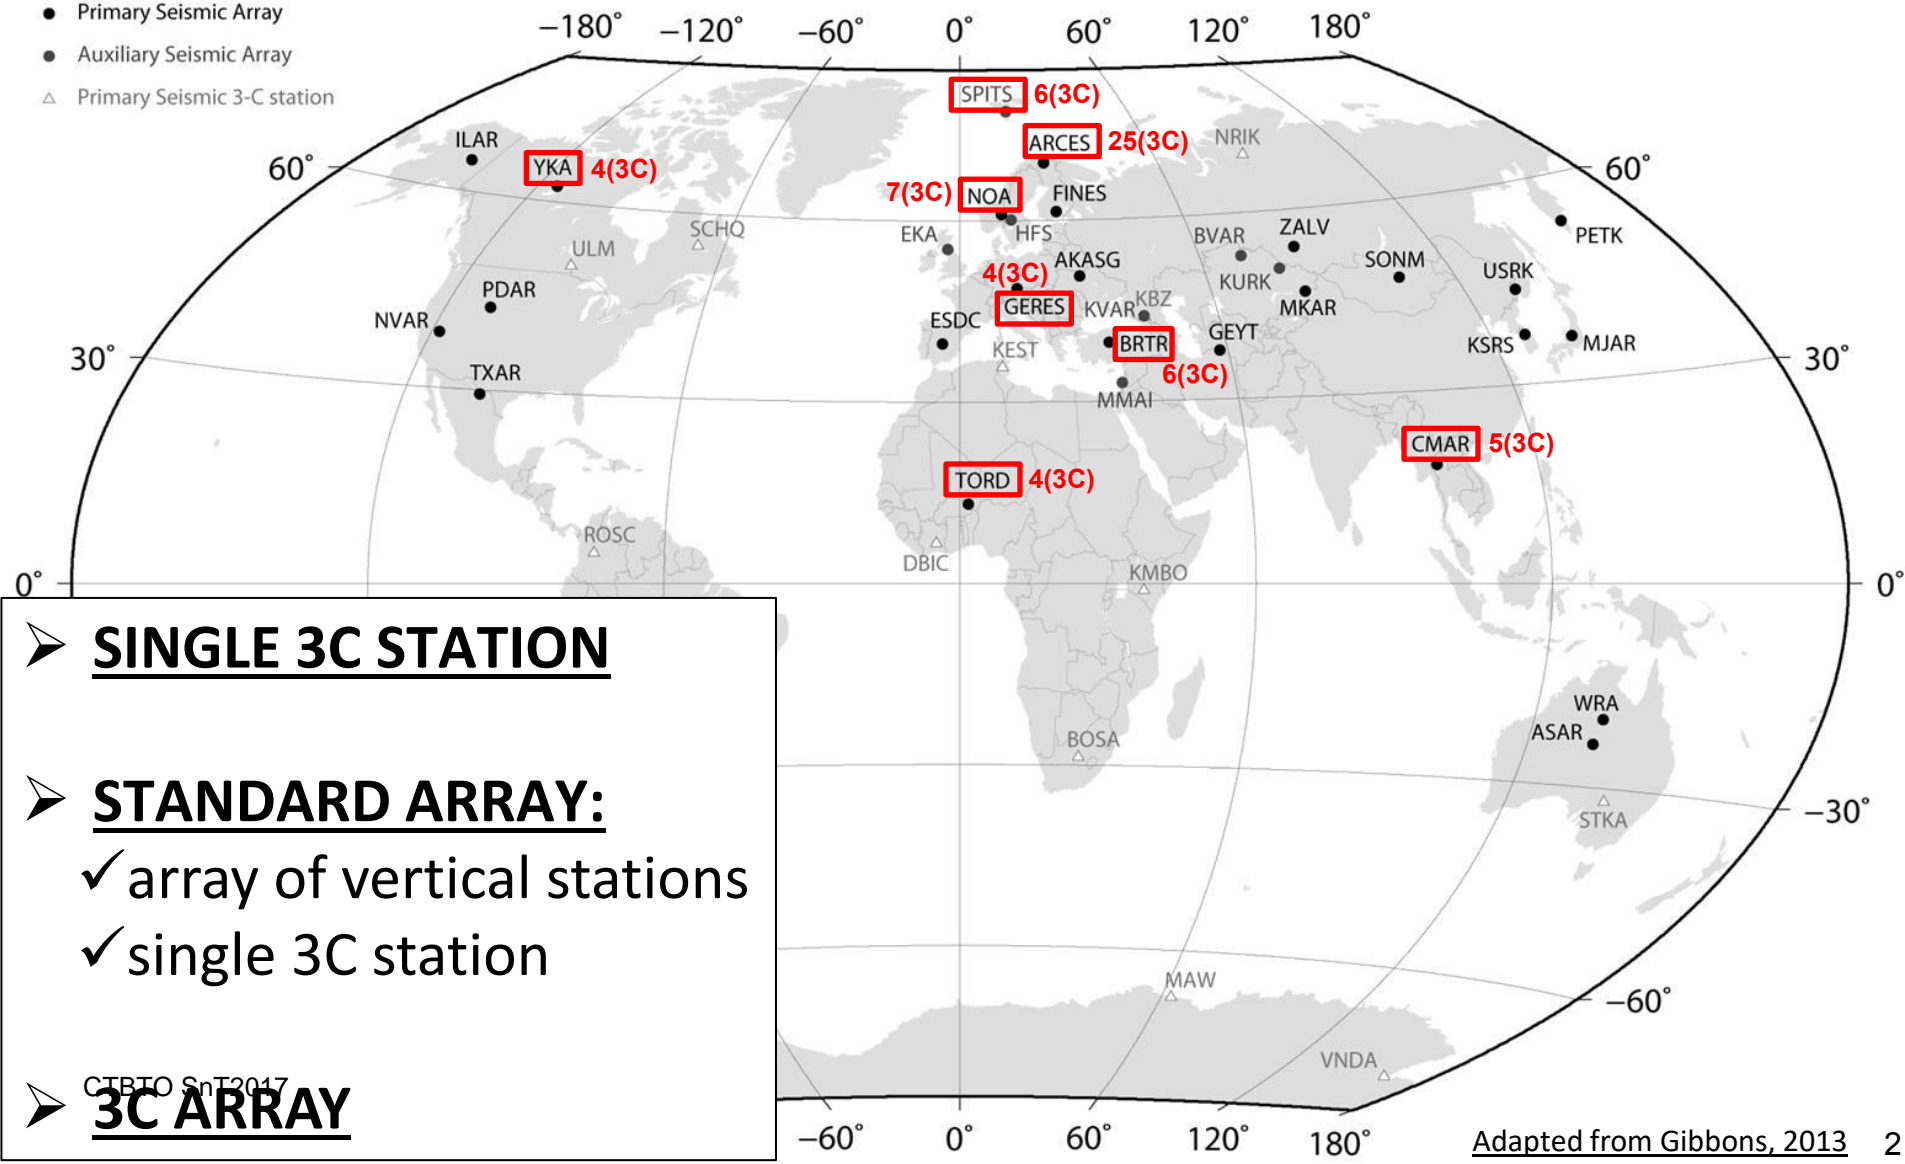 ● Primary Seismic Array
● Auxiliary Seismic Array
△ Primary Seismic 3-C station
−180° −120° −60° 0° 60° 120° 180°
SPITS 6(3C)
ARCES 25(3C)
NRIK
ILAR
60° YKA 4(3C) 60°
7(3C) NOA FINES
EKA HFS
SCHQ
ULM
BVAR ZALV
PETK
AKASG
SONM
4(3C)
USRK
KURK
PDAR
GERES KVAR KBZ
MKAR
NVAR
ESDC
BRTR
GEYT
KSRS MJAR
30° KEST 30°
TXAR
6(3C)
MMAI
CMAR 5(3C)
TORD 4(3C)
ROSC
DBIC
KMBO
0° 0°
➢ SINGLE 3C STATION
➢ STANDARD ARRAY:
✓ array of vertical stations
✓ single 3C station
CTBTO SnT2017
➢ 3C ARRAY
WRA
ASAR
BOSA
−30°
STKA
MAW
−60°
VNDA
−60° 0° 60° 120° 180°
Adapted from Gibbons, 2013 2